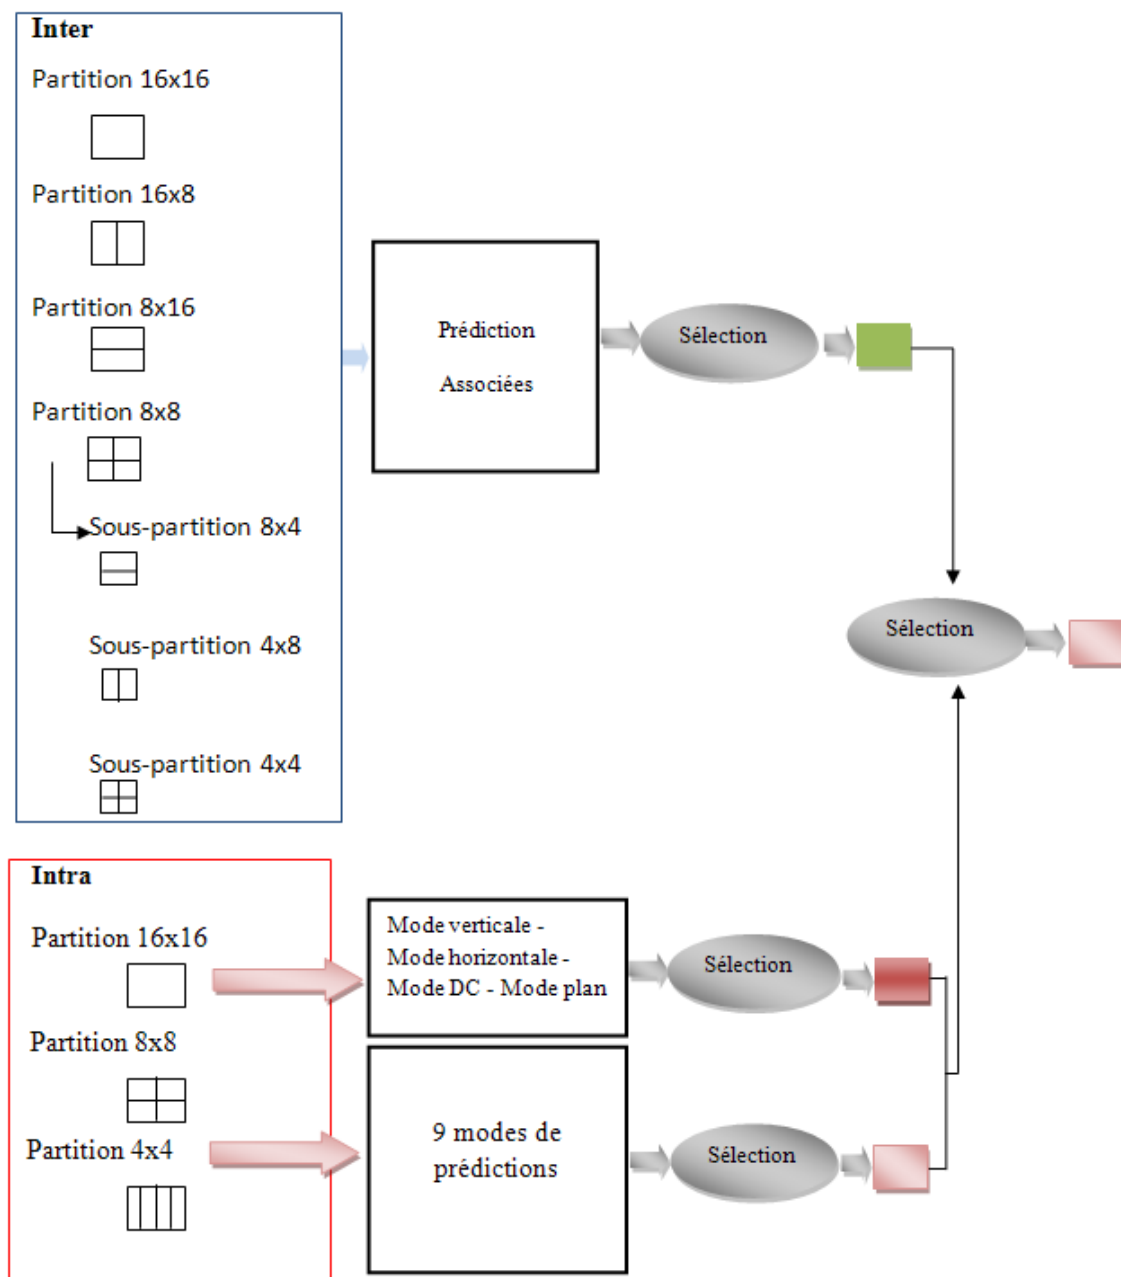 Inter
Partition 16x16
Partition 16x8
Partition 8x16
Partition 8x8
Sous-partition 8x4
Sous-partition 4x8
Sous-partition 4x4
Prédiction
Associées
Sélection
Sélection
Intra
Partition 16x16
Partition 8x8
Partition 4x4
Mode verticale -
Mode horizontale -
Mode DC - Mode plan
Sélection
9 modes de
prédictions
Sélection